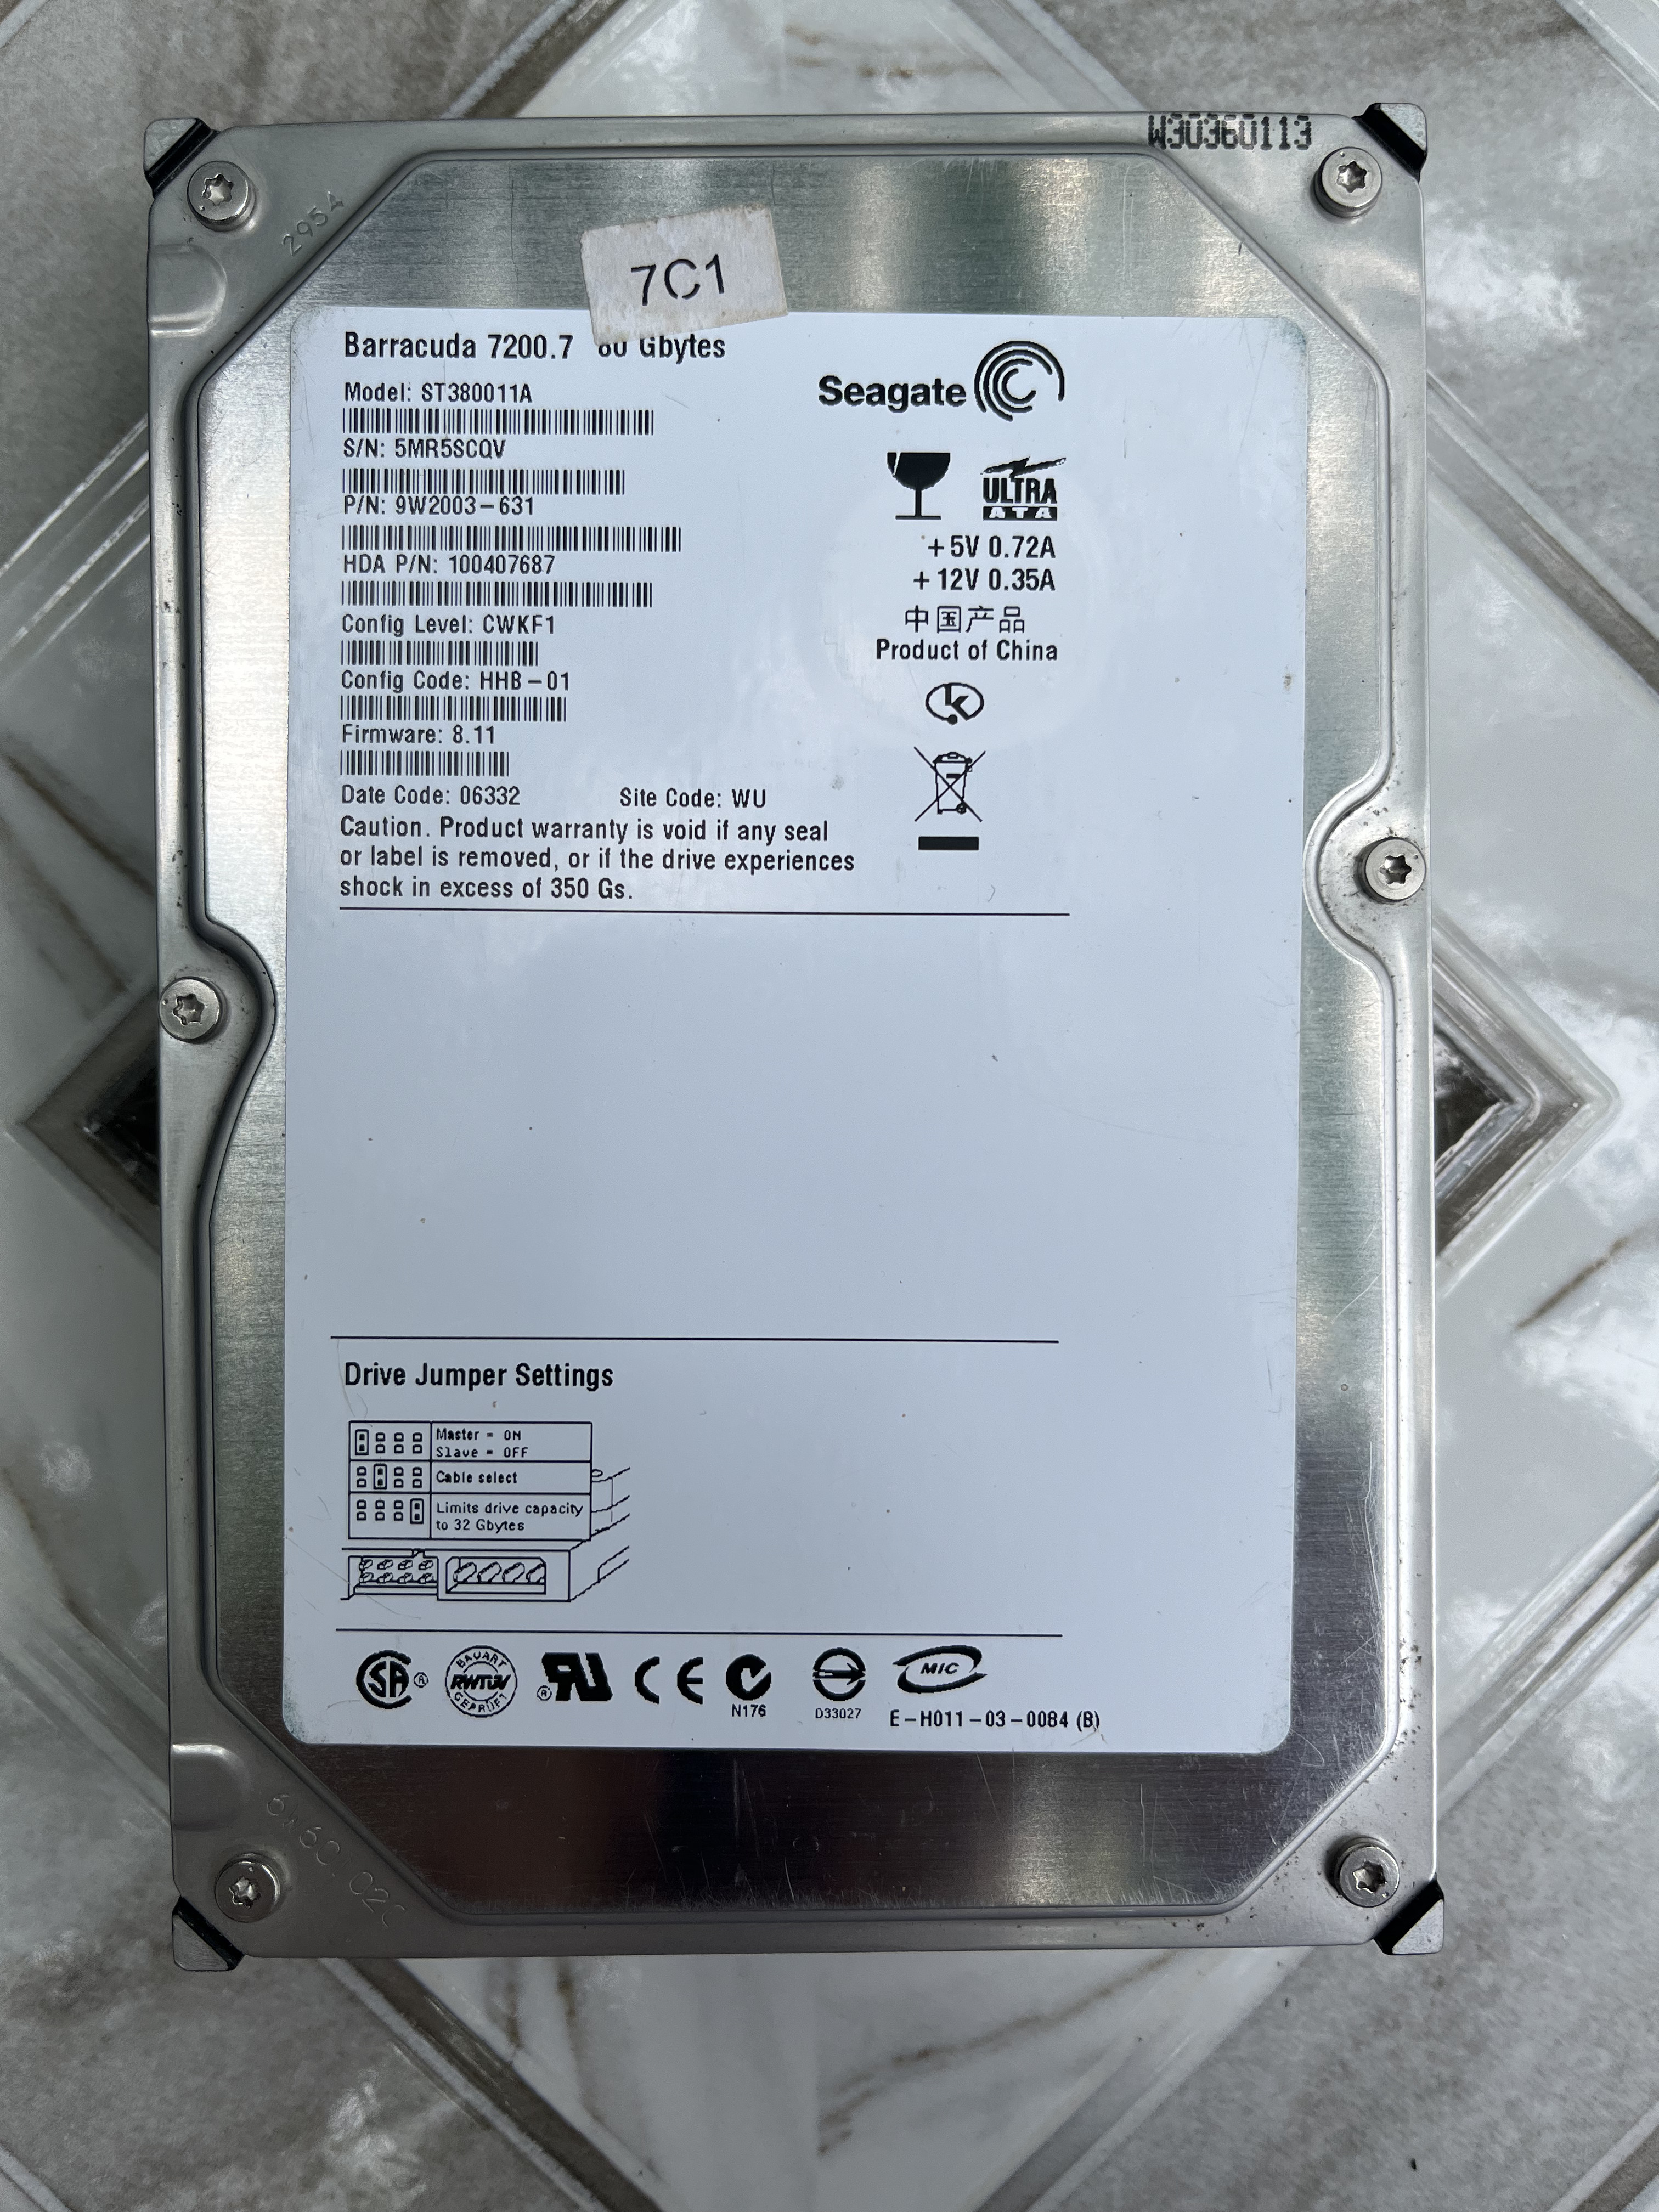 W30360113
2954
7C1
Barracuda 7200.7 80 Gbytes
Model: ST380011A
Seagate
S/N: 5MR5SCQV
P/N: 9W2003-631
ULTRA
ATA
HDA P/N: 100407687
+5V 0.72A
+12V 0.35A
Config Level: CWKF1
中国产品
Product of China
Config Code: HHB-01
Firmware: 8.11
Date Code: 06332 Site Code: WU
Caution. Product warranty is void if any seal
or label is removed, or if the drive experiences
shock in excess of 350 Gs.
Drive Jumper Settings
Master = ON
Slave = OFF
Cable select
Limits drive capacity
to 32 Gbytes
BAUART
RWTÜV
GEPRÜFT
CE
MIC
N176
D33027
E-H011-03-0084 (B)